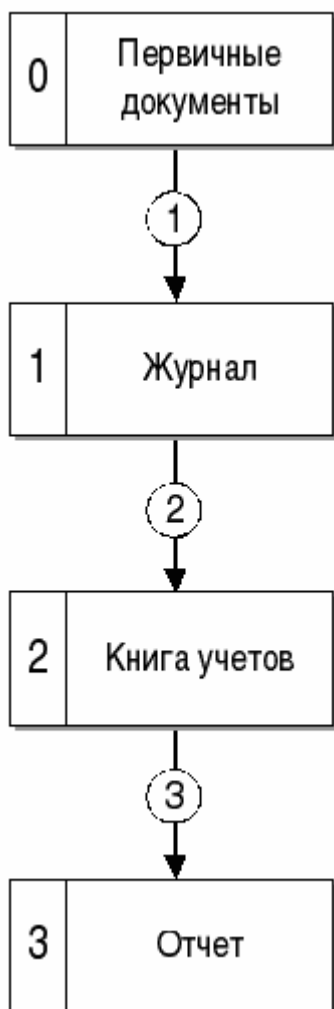 0
Первичные
документы
1
1
Журнал
2
2
Книга учетов
3
3
Отчет